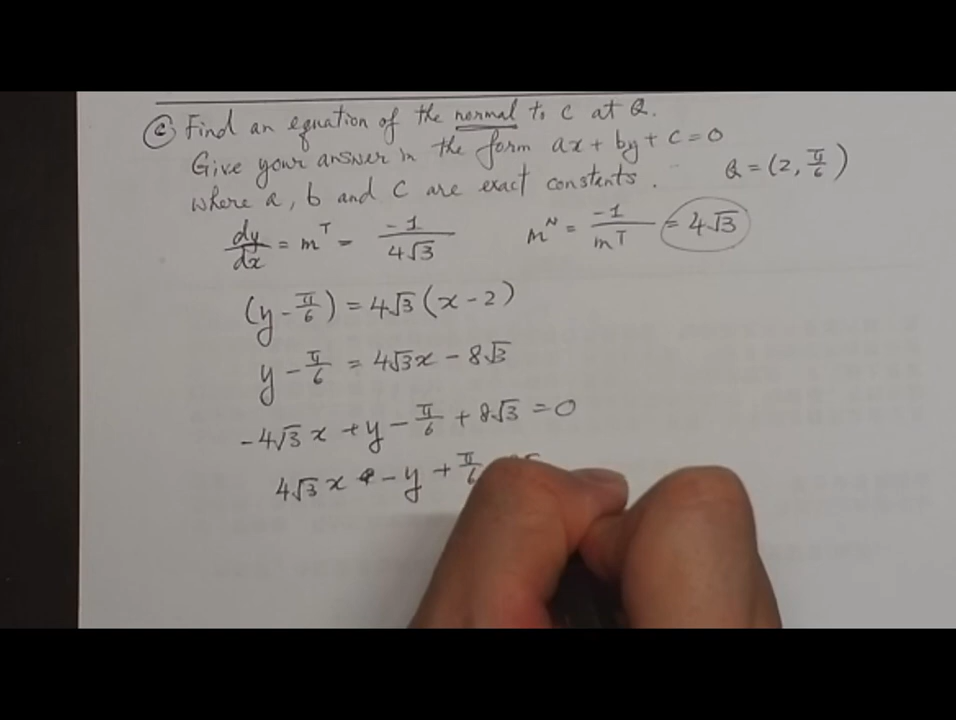 (c) Find an equation of the normal to C at Q.
Give your answer in the form ax + by + c = 0
where a, b and c are exact constants.
Q = (2, π/6)
dy/dx = m^T = -1/4√3
m^N = -1/m^T = 4√3
(y - π/6) = 4√3 (x - 2)
y - π/6 = 4√3x - 8√3
-4√3 x + y - π/6 + 8√3 = 0
4√3 x - y + π/6